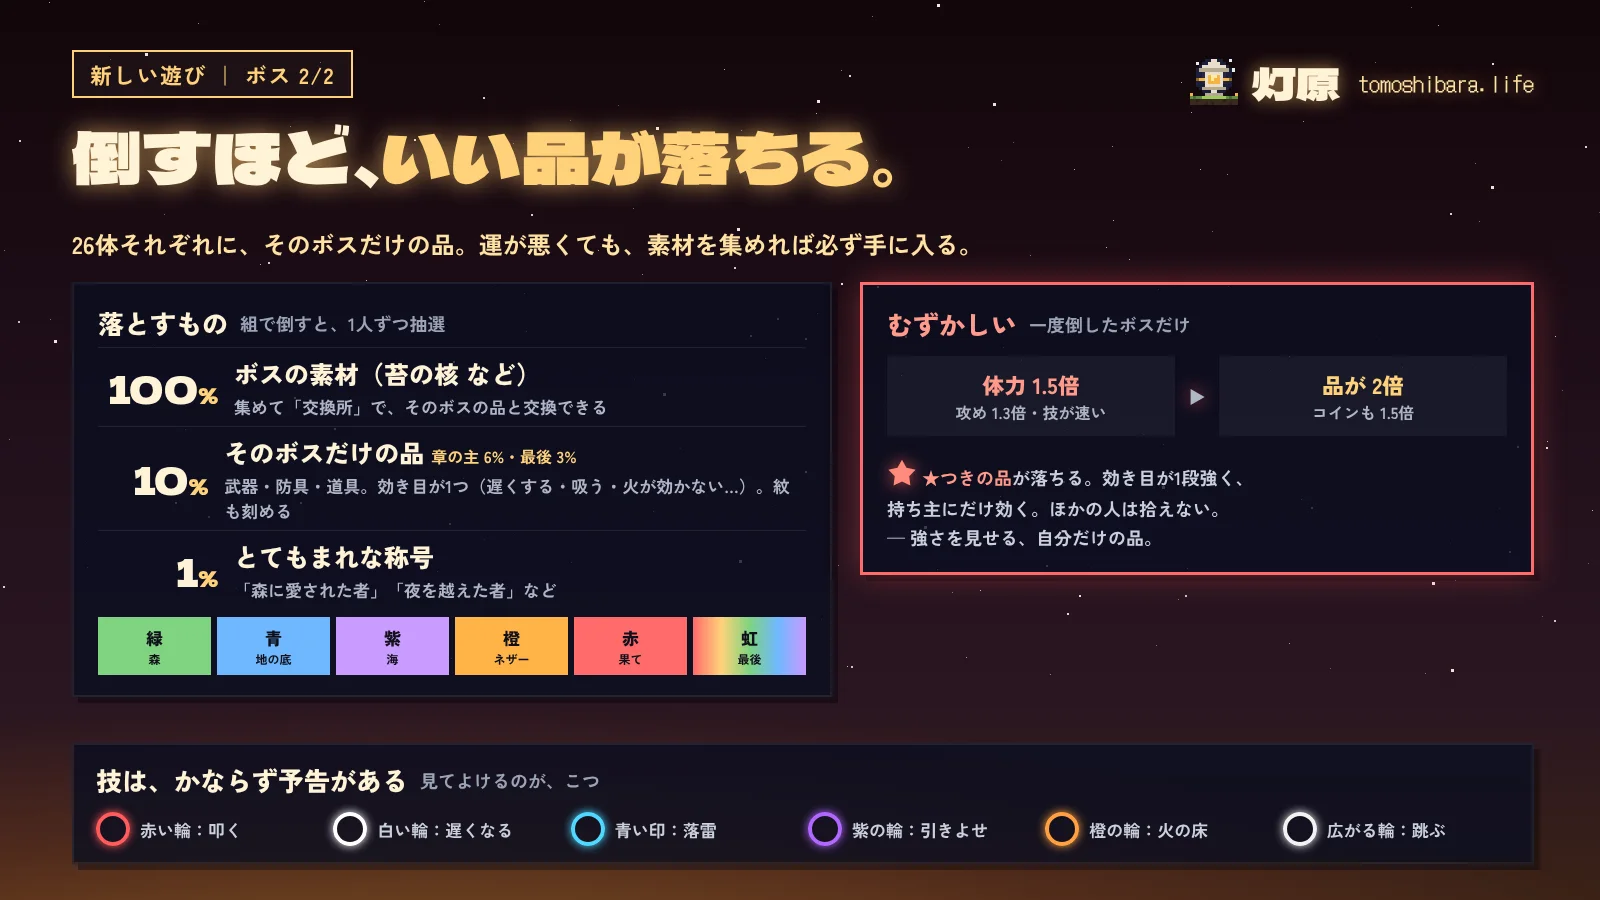 新しい遊び | ボス 2/2
灯原 tomoshibara.life
倒すほど、いい品が落ちる。
26体それぞれに、そのボスだけの品。運が悪くても、素材を集めれば必ず手に入る。
落とすもの 組で倒すと、1人ずつ抽選
100% ボスの素材（苔の核 など）
集めて「交換所」で、そのボスの品と交換できる
10% そのボスだけの品 章の主 6%・最後 3%
武器・防具・道具。効き目が1つ（遅くする・吸う・火が効かない…）。紋
も刻める
1% とてもまれな称号
「森に愛された者」「夜を越えた者」など
緑 青 紫 橙 赤 虹
森 地の底 海 ネザー 果て 最後
むずかしい 一度倒したボスだけ
体力 1.5倍 ▶ 品が 2倍
攻め 1.3倍・技が速い コインも 1.5倍
★つきの品が落ちる。効き目が1段強く、
持ち主にだけ効く。ほかの人は拾えない。
— 強さを見せる、自分だけの品。
技は、かならず予告がある 見てよけるのが、こつ
赤い輪：叩く 白い輪：遅くなる 青い印：落雷 紫の輪：引きよせ 橙の輪：火の床 広がる輪：跳ぶ